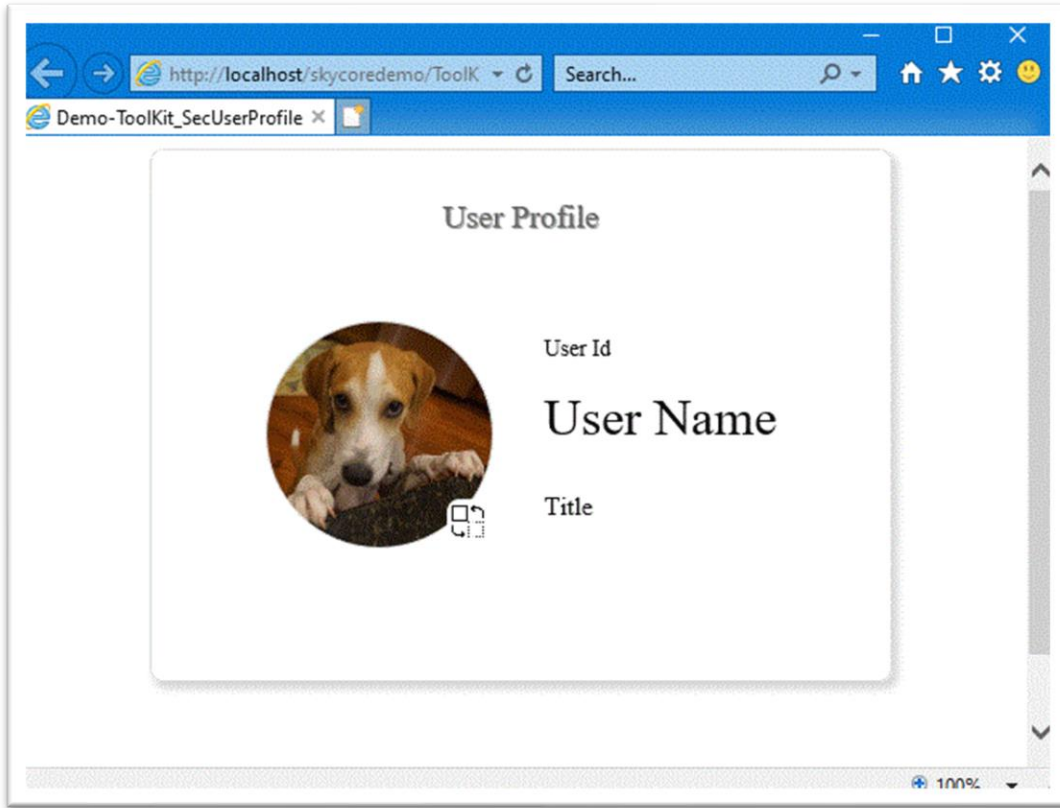 http://localhost/skycoredemo/ToolK
Search...
Demo-ToolKit_SecUserProfile
User Profile
User Id
User Name
Title
100%